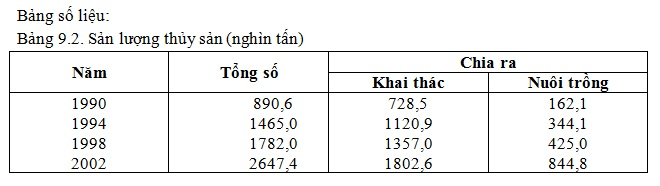 Bảng số liệu:
Bảng 9.2. Sản lượng thủy sản (nghìn tấn)
Năm Tổng số Chia ra
Khai thác Nuôi trồng
1990 890,6 728,5 162,1
1994 1465,0 1120,9 344,1
1998 1782,0 1357,0 425,0
2002 2647,4 1802,6 844,8